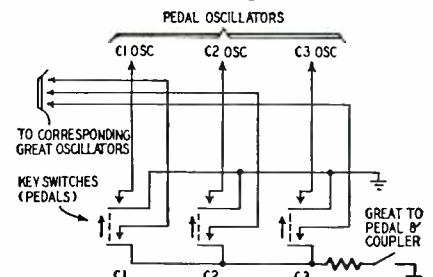 PEDAL OSCILLATORS
C1 OSC C2 OSC C3 OSC
TO CORRESPONDING
GREAT OSCILLATORS
KEY SWITCHES
(PEDALS)
GREAT TO
PEDAL 8
COUPLER
C1 C2 C3